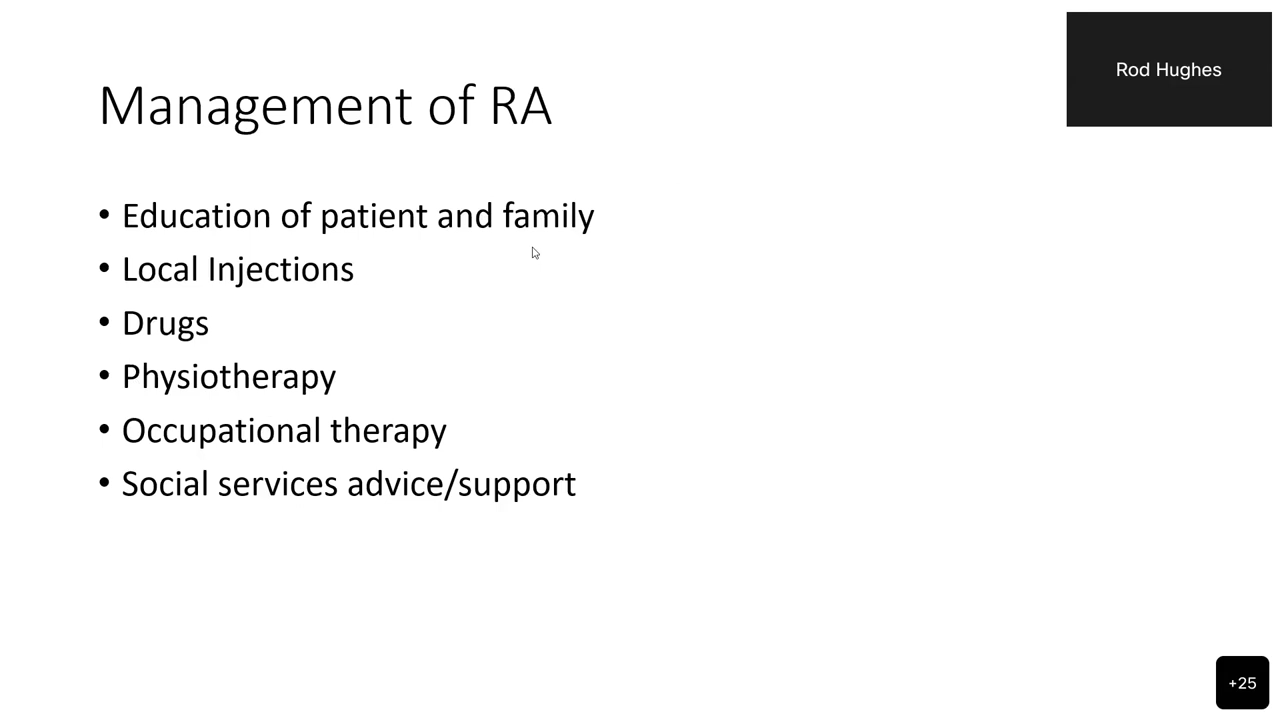 Rod Hughes
Management of RA
• Education of patient and family
• Local Injections
• Drugs
• Physiotherapy
• Occupational therapy
• Social services advice/support
+25